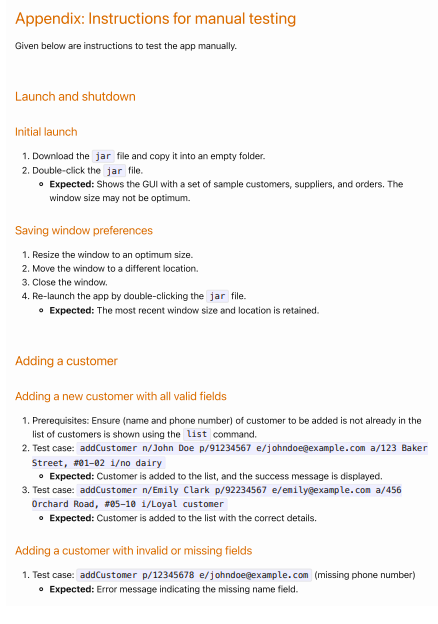 Appendix: Instructions for manual testing
Given below are instructions to test the app manually.
Launch and shutdown
Initial launch
1. Download the jar file and copy it into an empty folder.
2. Double-click the jar file.
Expected: Shows the GUI with a set of sample customers, suppliers, and orders. The
window size may not be optimum.
Saving window preferences
1. Resize the window to an optimum size.
2. Move the window to a different location.
3. Close the window.
4. Re-launch the app by double-clicking the jar file.
Expected: The most recent window size and location is retained.
Adding a customer
Adding a new customer with all valid fields
1. Prerequisites: Ensure (name and phone number) of customer to be added is not already in the
list of customers is shown using the list command.
2. Test case: addCustomer n/John Doe p/91234567 e/johndoe@example.com a/123 Baker
Street, #01-02 i/no dairy
Expected: Customer is added to the list, and the success message is displayed.
3. Test case: addCustomer n/Emily Clark p/92234567 e/emily@example.com a/456
Orchard Road, #05-10 i/Loyal customer
Expected: Customer is added to the list with the correct details.
Adding a customer with invalid or missing fields
1. Test case: addCustomer p/12345678 e/johndoe@example.com (missing phone number)
Expected: Error message indicating the missing name field.